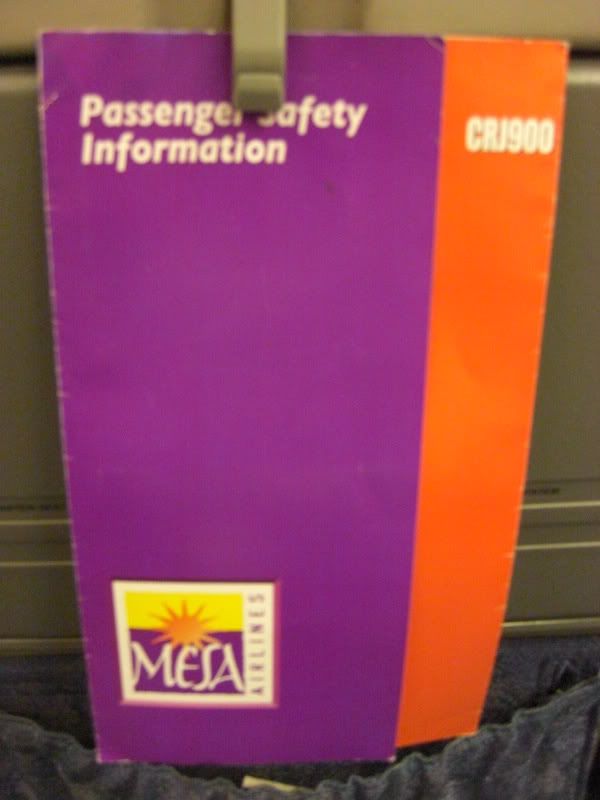 Passenger Safety
Information
CRJ900
MESA
AIRLINES